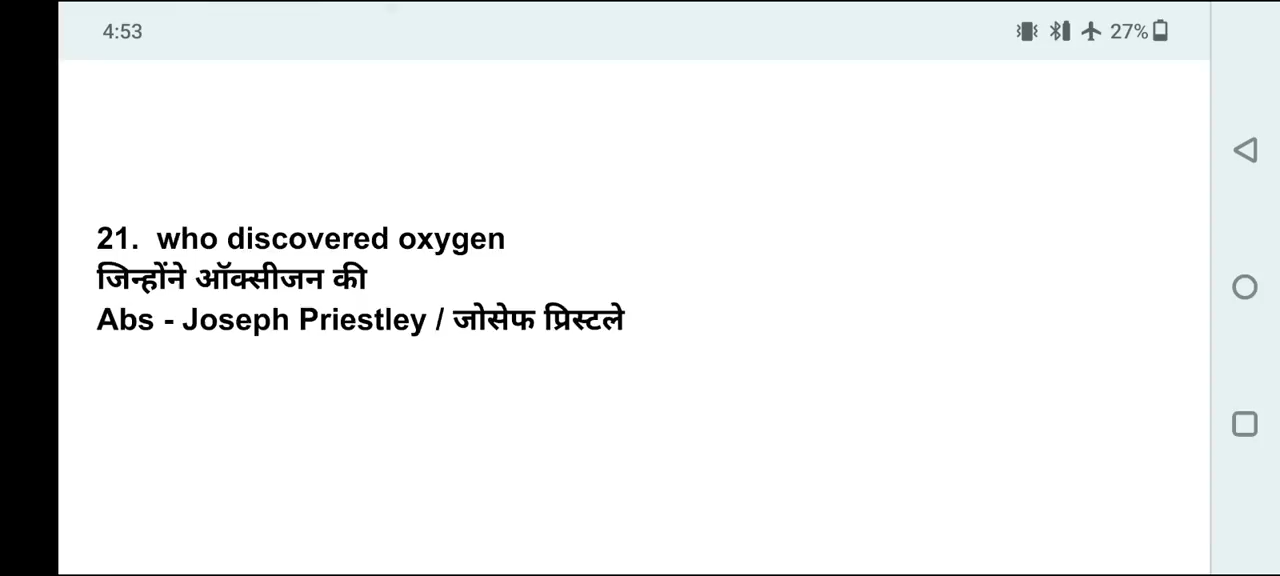 4:53
27%
21. who discovered oxygen
जिन्होंने ऑक्सीजन की
Abs - Joseph Priestley / जोसेफ प्रिस्टले